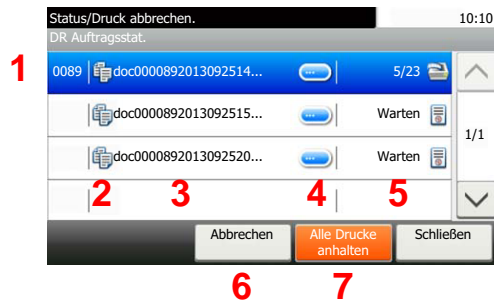 Status/Druck abbrechen. 10:10
DR Auftragsstat.
1 0089 doc0000892013092514... ... 5/23
doc0000892013092515... ... Warten
1/1
doc0000892013092520... ... Warten
2 3 4 5
Abbrechen Alle Drucke anhalten Schließen
6 7